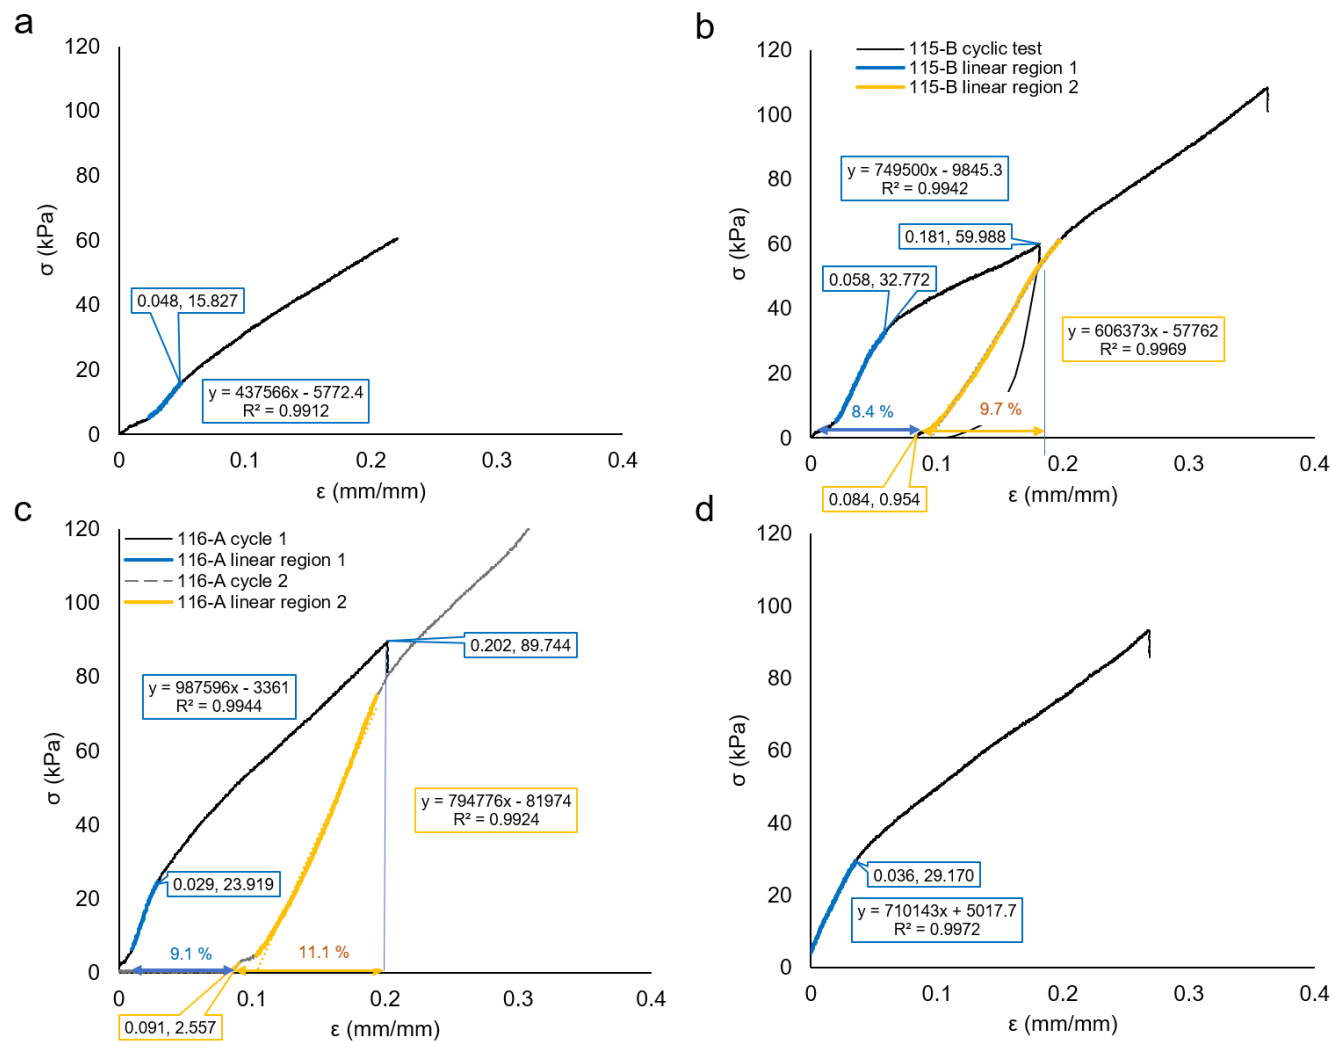 a
120
100
80
60
40
20
0
σ (kPa)
0.048, 15.827
y = 437566x - 5772.4
R² = 0.9912
0
0.1
0.2
0.3
0.4
ε (mm/mm)
b
120
100
80
60
40
20
0
σ (kPa)
115-B cyclic test
115-B linear region 1
115-B linear region 2
y = 749500x - 9845.3
R² = 0.9942
0.181, 59.988
0.058, 32.772
y = 606373x - 57762
R² = 0.9969
8.4 %
9.7 %
0
0.1
0.2
0.3
0.4
0.084, 0.954
ε (mm/mm)
c
120
100
80
60
40
20
0
σ (kPa)
116-A cycle 1
116-A linear region 1
116-A cycle 2
116-A linear region 2
0.202, 89.744
y = 987596x - 3361
R² = 0.9944
y = 794776x - 81974
R² = 0.9924
0.029, 23.919
9.1 %
11.1 %
0
0.1
0.2
0.3
0.4
0.091, 2.557
ε (mm/mm)
d
120
100
80
60
40
20
0
σ (kPa)
0.036, 29.170
y = 710143x + 5017.7
R² = 0.9972
0
0.1
0.2
0.3
0.4
ε (mm/mm)